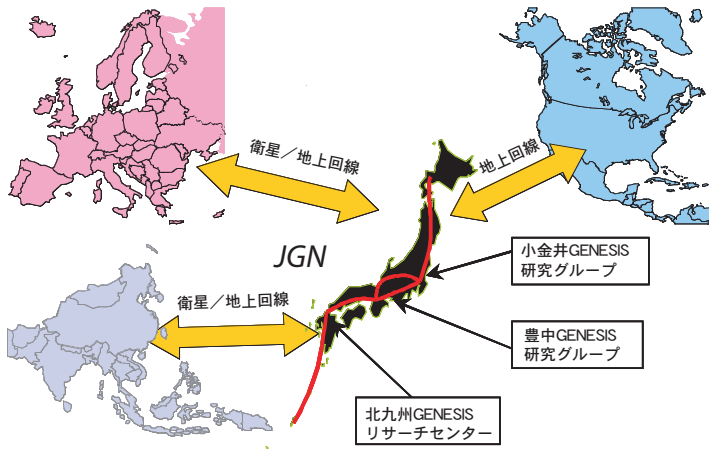 衛星／地上回線
地上回線
JGN
小金井GENESIS
研究グループ
衛星／地上回線
豊中GENESIS
研究グループ
北九州GENESIS
リサーチセンター